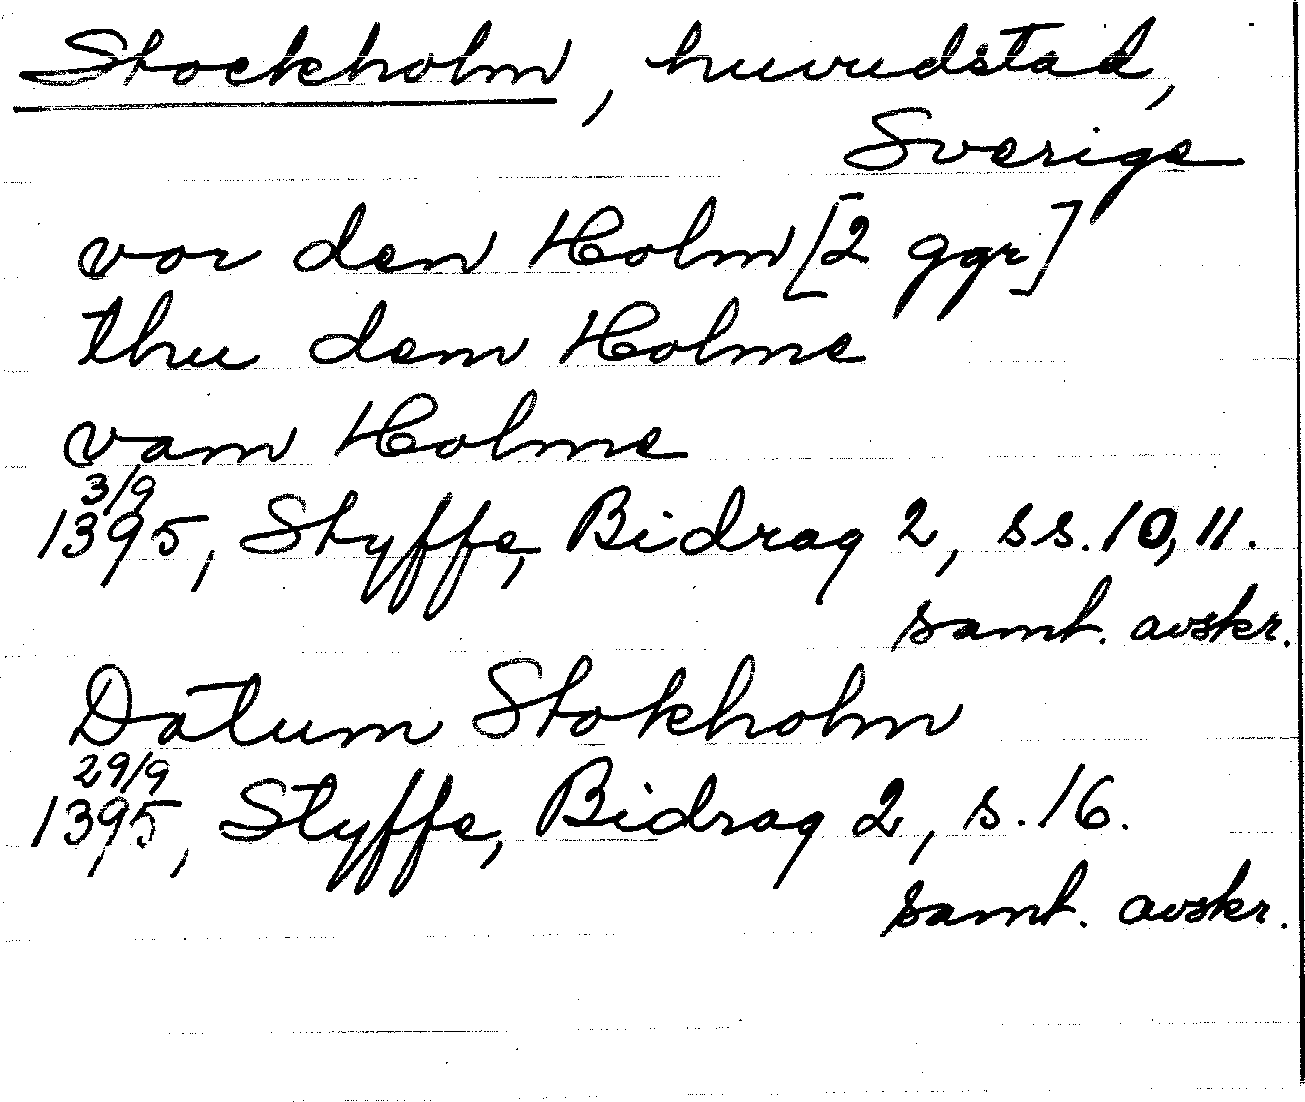 Stockholm, huvudstad,
Sverige
vor den Holm [2 ggr]
thu dem Holme
vam Holme
3/9
1395, Styffe, Bidrag 2, ss. 10, 11.
samt. avskr.
Datum Stokholm
29/9
1395, Styffe, Bidrag 2, s. 16.
samt. avskr.